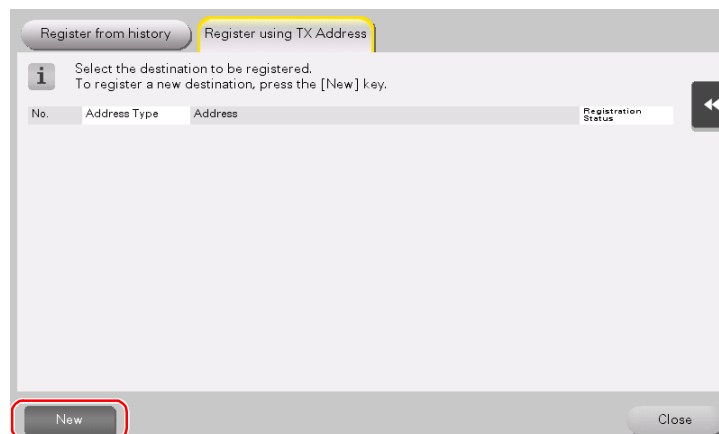 Register from history
Register using TX Address
i
Select the destination to be registered.
To register a new destination, press the [New] key.
No. Address Type Address Registration
Status
New Close